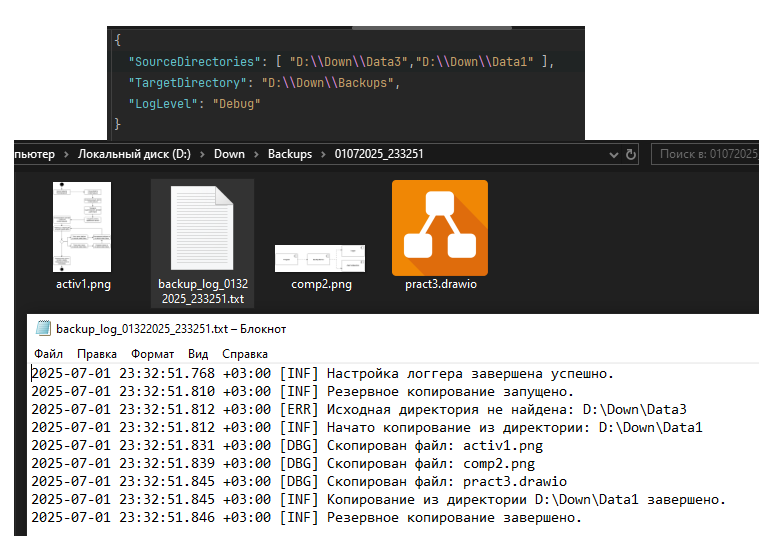 {
"SourceDirectories": [ "D:\\Down\\Data3","D:\\Down\\Data1" ],
"TargetDirectory": "D:\\Down\\Backups",
"LogLevel": "Debug"
}
пьютер > Локальный диск (D:) > Down > Backups > 01072025_233251
Поиск в: 01072025
activ1.png
backup_log_0132
2025_233251.txt
comp2.png
pract3.drawio
backup_log_01322025_233251.txt – Блокнот
Файл Правка Формат Вид Справка
2025-07-01 23:32:51.768 +03:00 [INF] Настройка логгера завершена успешно.
2025-07-01 23:32:51.810 +03:00 [INF] Резервное копирование запущено.
2025-07-01 23:32:51.812 +03:00 [ERR] Исходная директория не найдена: D:\Down\Data3
2025-07-01 23:32:51.812 +03:00 [INF] Начато копирование из директории: D:\Down\Data1
2025-07-01 23:32:51.831 +03:00 [DBG] Скопирован файл: activ1.png
2025-07-01 23:32:51.839 +03:00 [DBG] Скопирован файл: comp2.png
2025-07-01 23:32:51.845 +03:00 [DBG] Скопирован файл: pract3.drawio
2025-07-01 23:32:51.845 +03:00 [INF] Копирование из директории D:\Down\Data1 завершено.
2025-07-01 23:32:51.846 +03:00 [INF] Резервное копирование завершено.